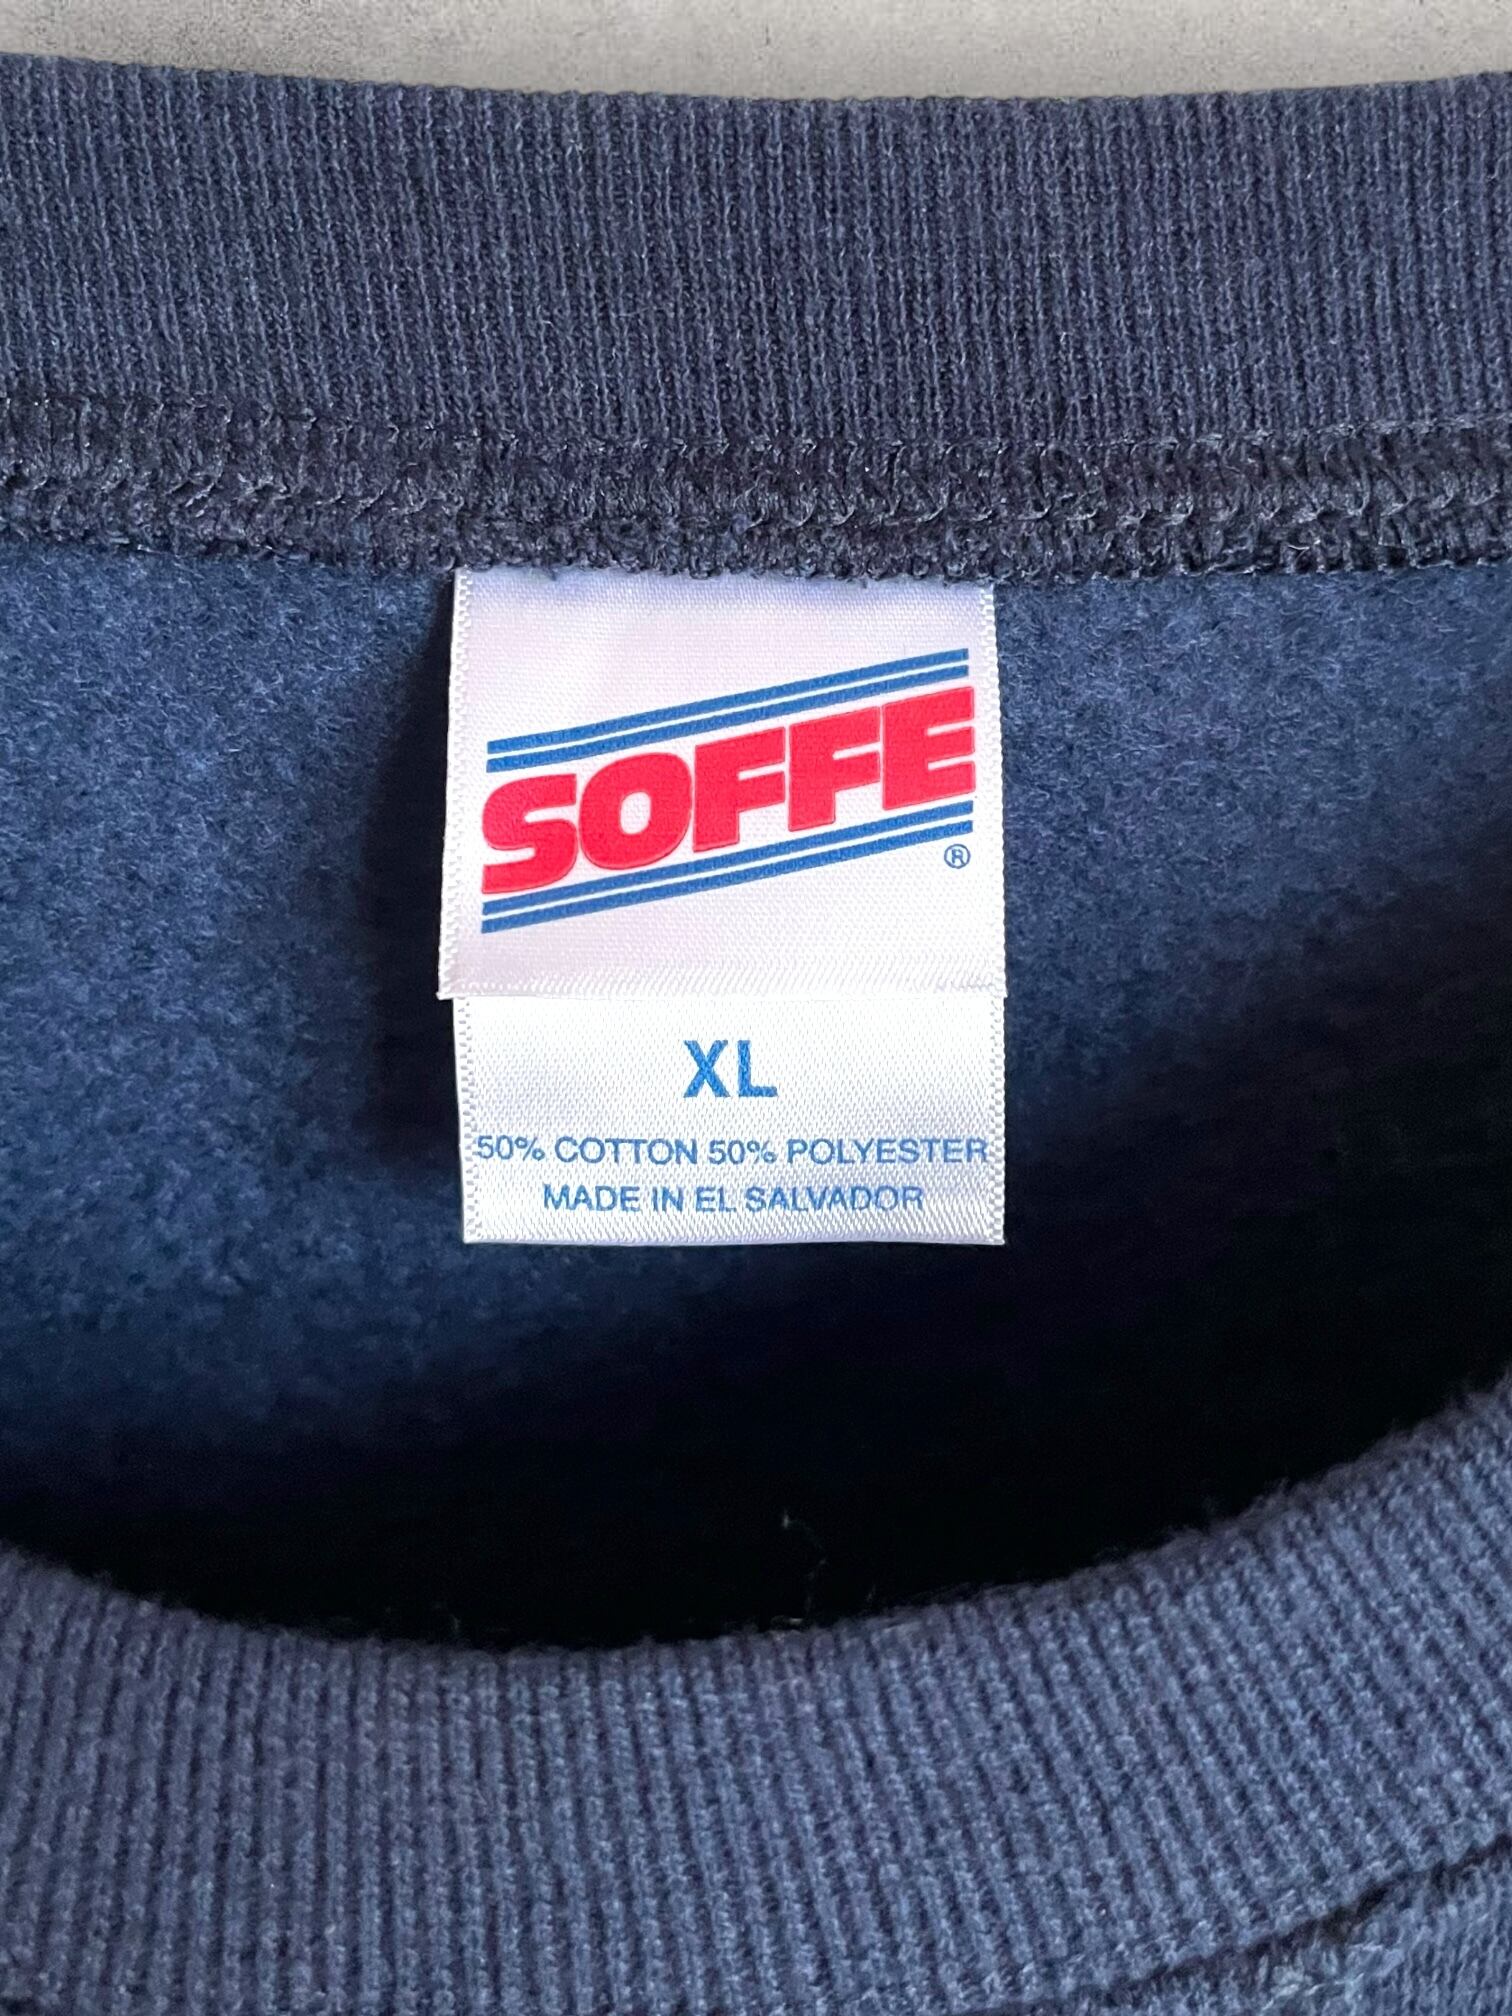 SOFFE
®
XL
50% COTTON 50% POLYESTER
MADE IN EL SALVADOR